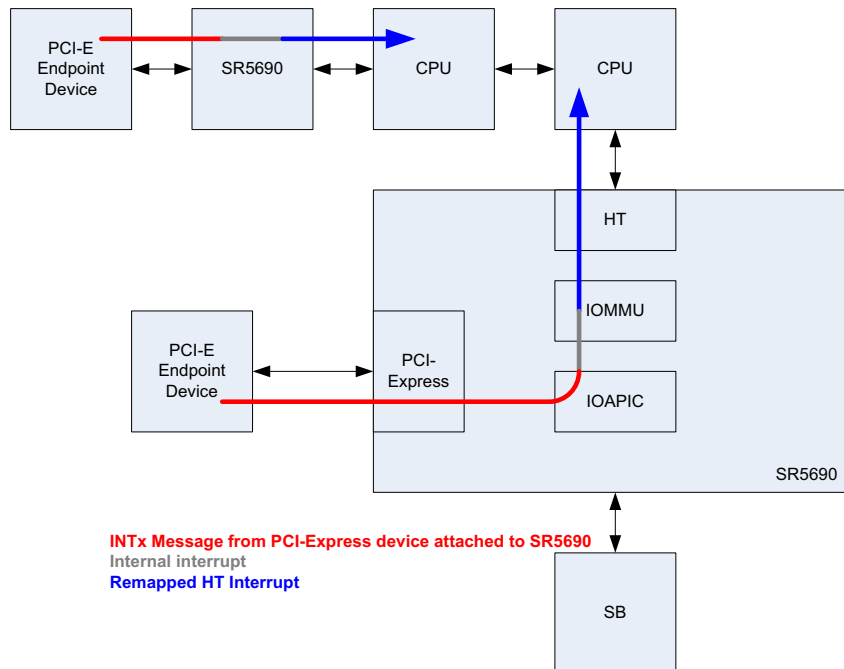 PCI-E
Endpoint
Device
SR5690
CPU
CPU
HT
IOMMU
PCI-E
Endpoint
Device
PCI-
Express
IOAPIC
SR5690
INTx Message from PCI-Express device attached to SR5690
Internal interrupt
Remapped HT Interrupt
SB